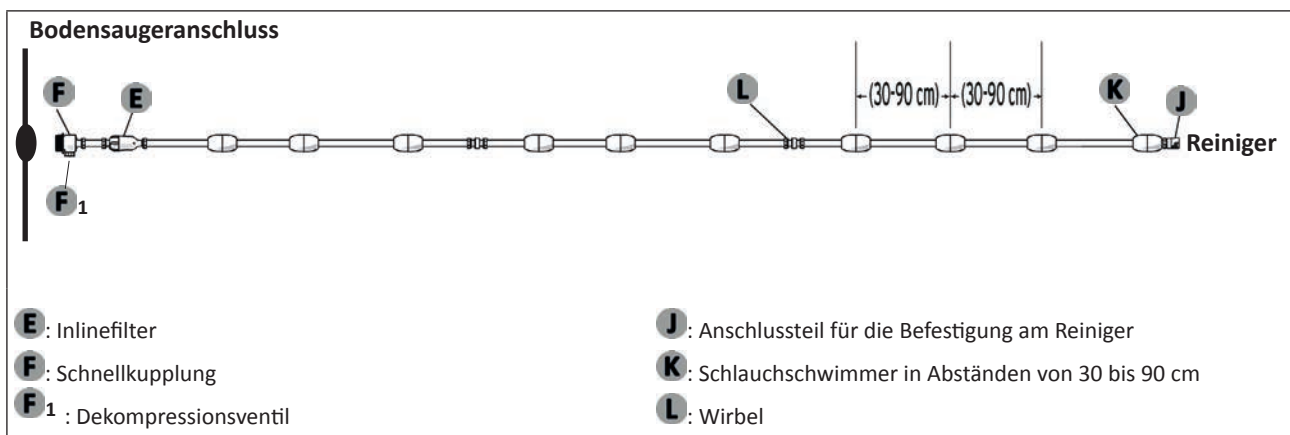 Bodensaugeranschluss
F E L (30-90 cm) (30-90 cm) K J
Reiniger
F1
E: Inlinefilter
F: Schnellkupplung
F1 : Dekompressionsventil
J: Anschlussteil für die Befestigung am Reiniger
K: Schlauchschwimmer in Abständen von 30 bis 90 cm
L: Wirbel